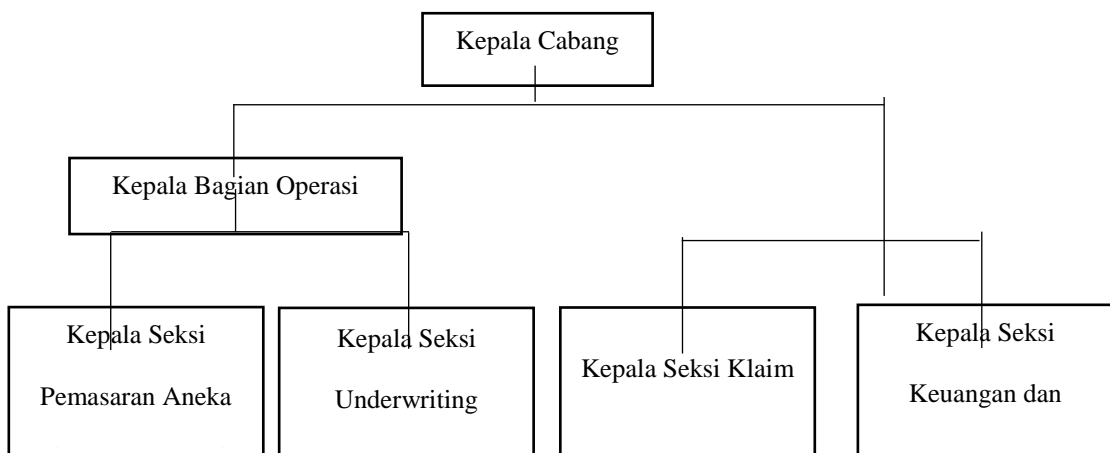 Kepala Cabang
Kepala Bagian Operasi
Kepala Seksi
Pemasaran Aneka
Kepala Seksi
Underwriting
Kepala Seksi Klaim
Kepala Seksi
Keuangan dan